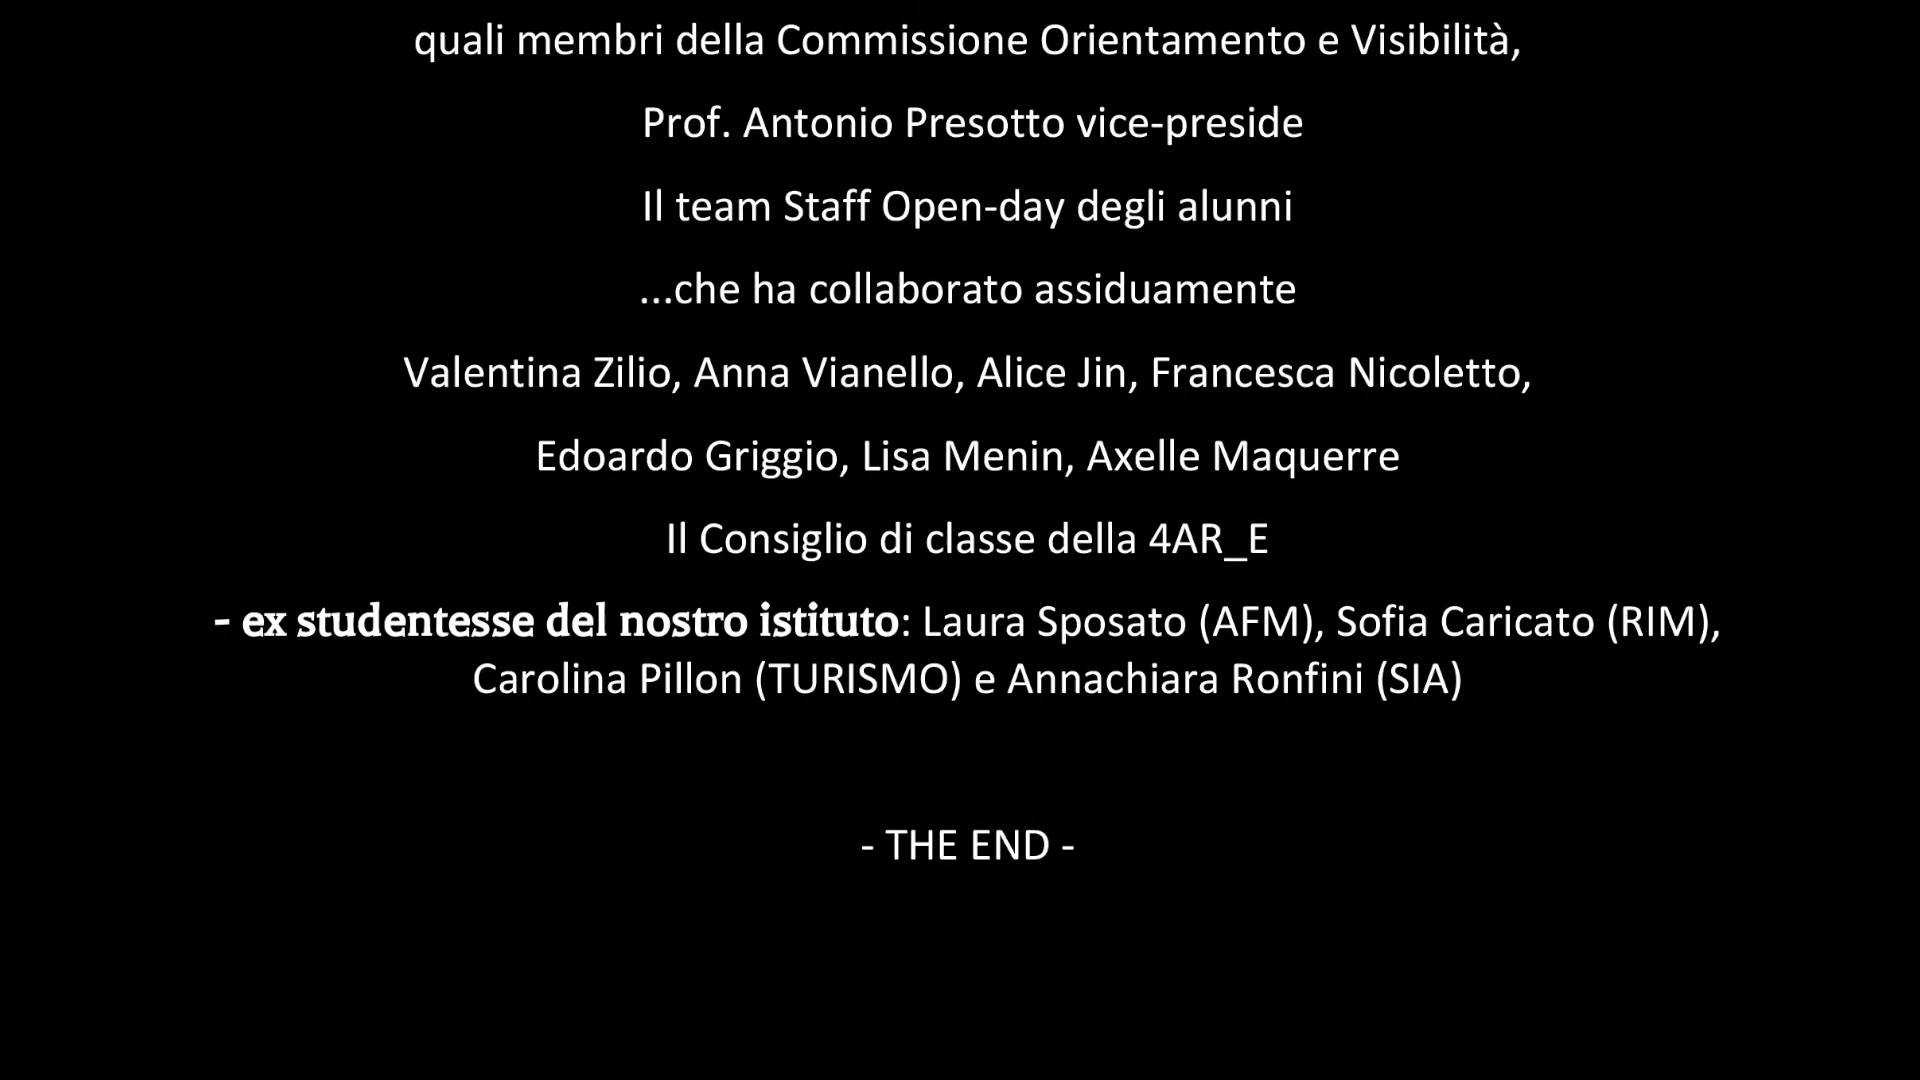 quali membri della Commissione Orientamento e Visibilità,
Prof. Antonio Presotto vice-preside
Il team Staff Open-day degli alunni
...che ha collaborato assiduamente
Valentina Zilio, Anna Vianello, Alice Jin, Francesca Nicoletto,
Edoardo Griggio, Lisa Menin, Axelle Maquerre
Il Consiglio di classe della 4AR_E
- ex studentesse del nostro istituto: Laura Sposato (AFM), Sofia Caricato (RIM),
Carolina Pillon (TURISMO) e Annachiara Ronfini (SIA)
- THE END -